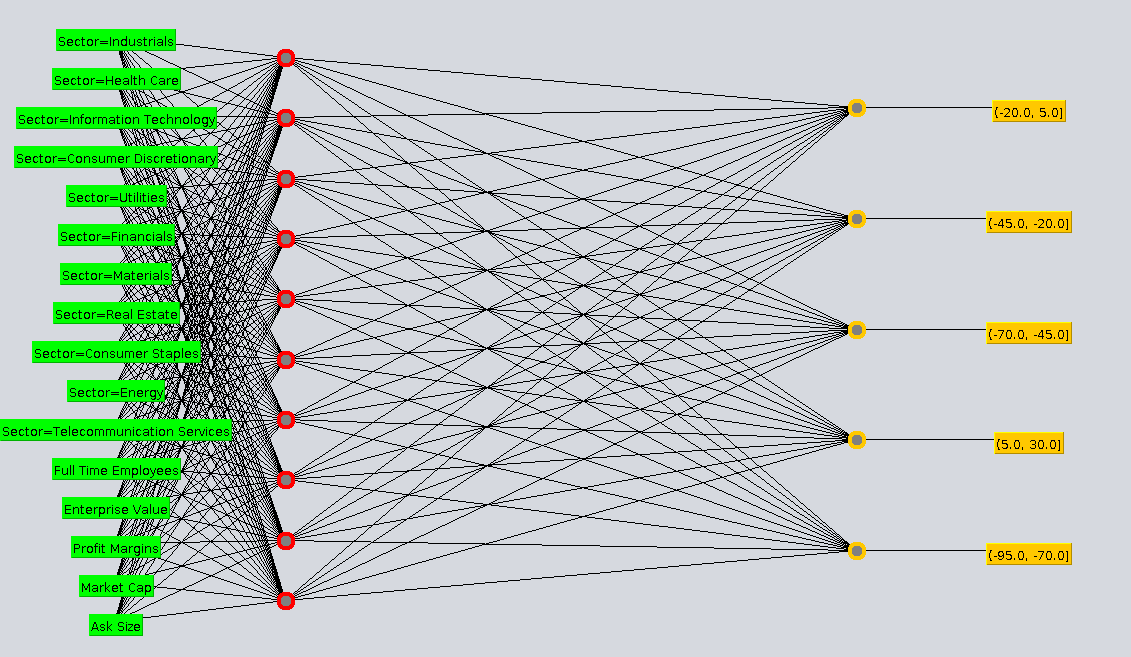 Sector=Industrials
Sector=Health Care
Sector=Information Technology
Sector=Consumer Discretionary
Sector=Utilities
Sector=Financials
Sector=Materials
Sector=Real Estate
Sector=Consumer Staples
Sector=Energy
Sector=Telecommunication Services
Full Time Employees
Enterprise Value
Profit Margins
Market Cap
Ask Size
(-20.0, 5.0]
(-45.0, -20.0]
(-70.0, -45.0]
(5.0, 30.0]
(-95.0, -70.0]